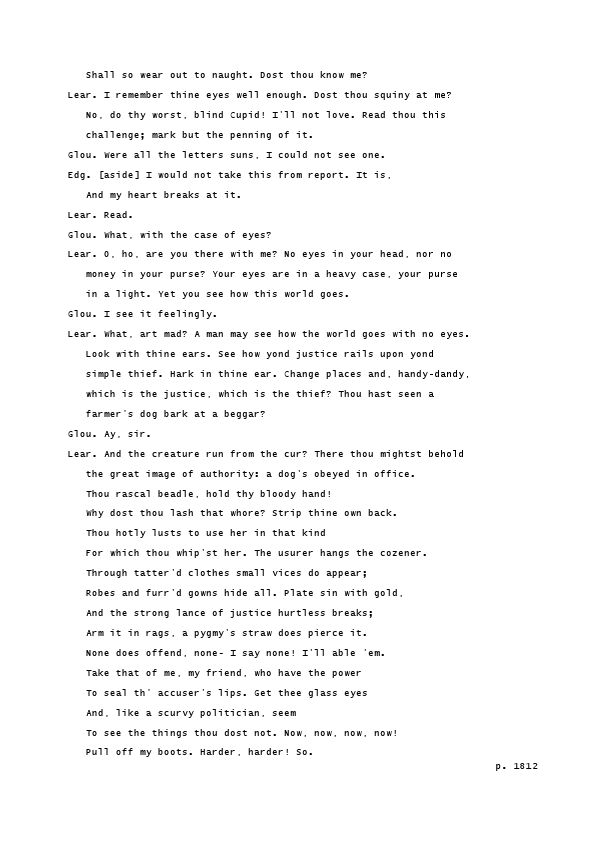 Shall so wear out to naught. Dost thou know me?
Lear. I remember thine eyes well enough. Dost thou squiny at me?
No, do thy worst, blind Cupid! I'll not love. Read thou this
challenge; mark but the penning of it.
Glou. Were all the letters suns, I could not see one.
Edg. [aside] I would not take this from report. It is,
And my heart breaks at it.
Lear. Read.
Glou. What, with the case of eyes?
Lear. O, ho, are you there with me? No eyes in your head, nor no
money in your purse? Your eyes are in a heavy case, your purse
in a light. Yet you see how this world goes.
Glou. I see it feelingly.
Lear. What, art mad? A man may see how the world goes with no eyes.
Look with thine ears. See how yond justice rails upon yond
simple thief. Hark in thine ear. Change places and, handy-dandy,
which is the justice, which is the thief? Thou hast seen a
farmer's dog bark at a beggar?
Glou. Ay, sir.
Lear. And the creature run from the cur? There thou mightst behold
the great image of authority: a dog's obeyed in office.
Thou rascal beadle, hold thy bloody hand!
Why dost thou lash that whore? Strip thine own back.
Thou hotly lusts to use her in that kind
For which thou whip'st her. The usurer hangs the cozener.
Through tatter'd clothes small vices do appear;
Robes and furr'd gowns hide all. Plate sin with gold,
And the strong lance of justice hurtless breaks;
Arm it in rags, a pygmy's straw does pierce it.
None does offend, none- I say none! I'll able 'em.
Take that of me, my friend, who have the power
To seal th' accuser's lips. Get thee glass eyes
And, like a scurvy politician, seem
To see the things thou dost not. Now, now, now, now!
Pull off my boots. Harder, harder! So.
p. 1812